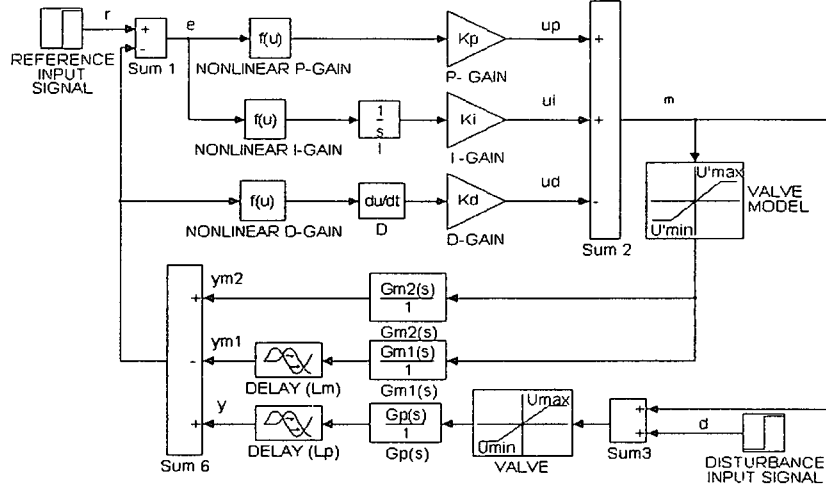 r
+
-
Sum 1
e
REFERENCE
INPUT
SIGNAL
f(u)
NONLINEAR P-GAIN
Kp
P- GAIN
up
+
f(u)
NONLINEAR I-GAIN
1
s
I
Ki
I-GAIN
ui
+
f(u)
NONLINEAR D-GAIN
du/dt
D
Kd
D-GAIN
ud
-
Sum 2
m
U'max
U'min
VALVE
MODEL
ym2
+
Gm2(s)
1
Gm2(s)
ym1
-
DELAY (Lm)
Gm1(s)
1
Gm1(s)
y
+
Sum 6
DELAY (Lp)
Gp(s)
1
Gp(s)
Umax
Umin
VALVE
+
+
Sum3
d
DISTURBANCE
INPUT SIGNAL